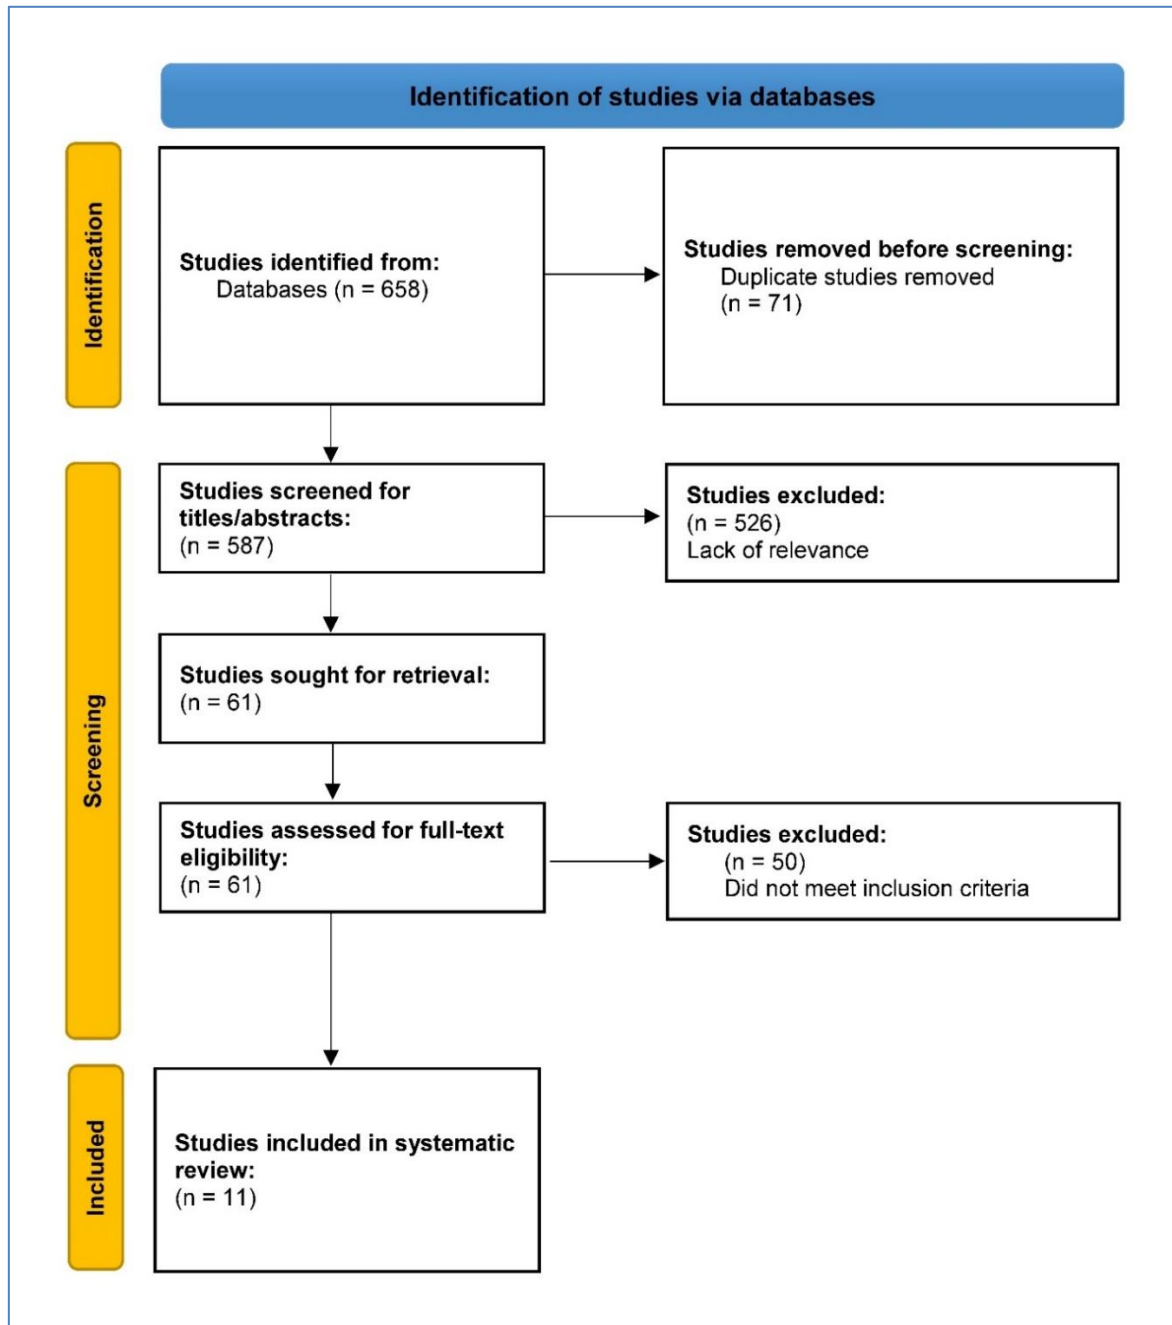 Identification of studies via databases
Identification
Studies identified from:
Databases (n = 658)
Studies removed before screening:
Duplicate studies removed
(n = 71)
Screening
Studies screened for
titles/abstracts:
(n = 587)
Studies excluded:
(n = 526)
Lack of relevance
Studies sought for retrieval:
(n = 61)
Studies assessed for full-text
eligibility:
(n = 61)
Studies excluded:
(n = 50)
Did not meet inclusion criteria
Included
Studies included in systematic
review:
(n = 11)